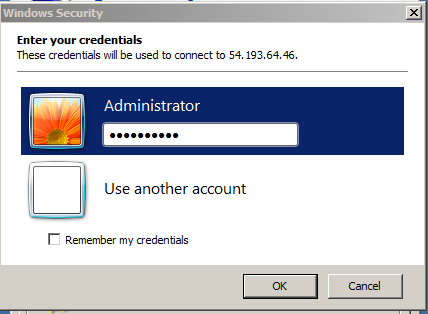 Windows Security
Enter your credentials
These credentials will be used to connect to 54.193.64.46.
Administrator
••••••••••
Use another account
Remember my credentials
OK
Cancel